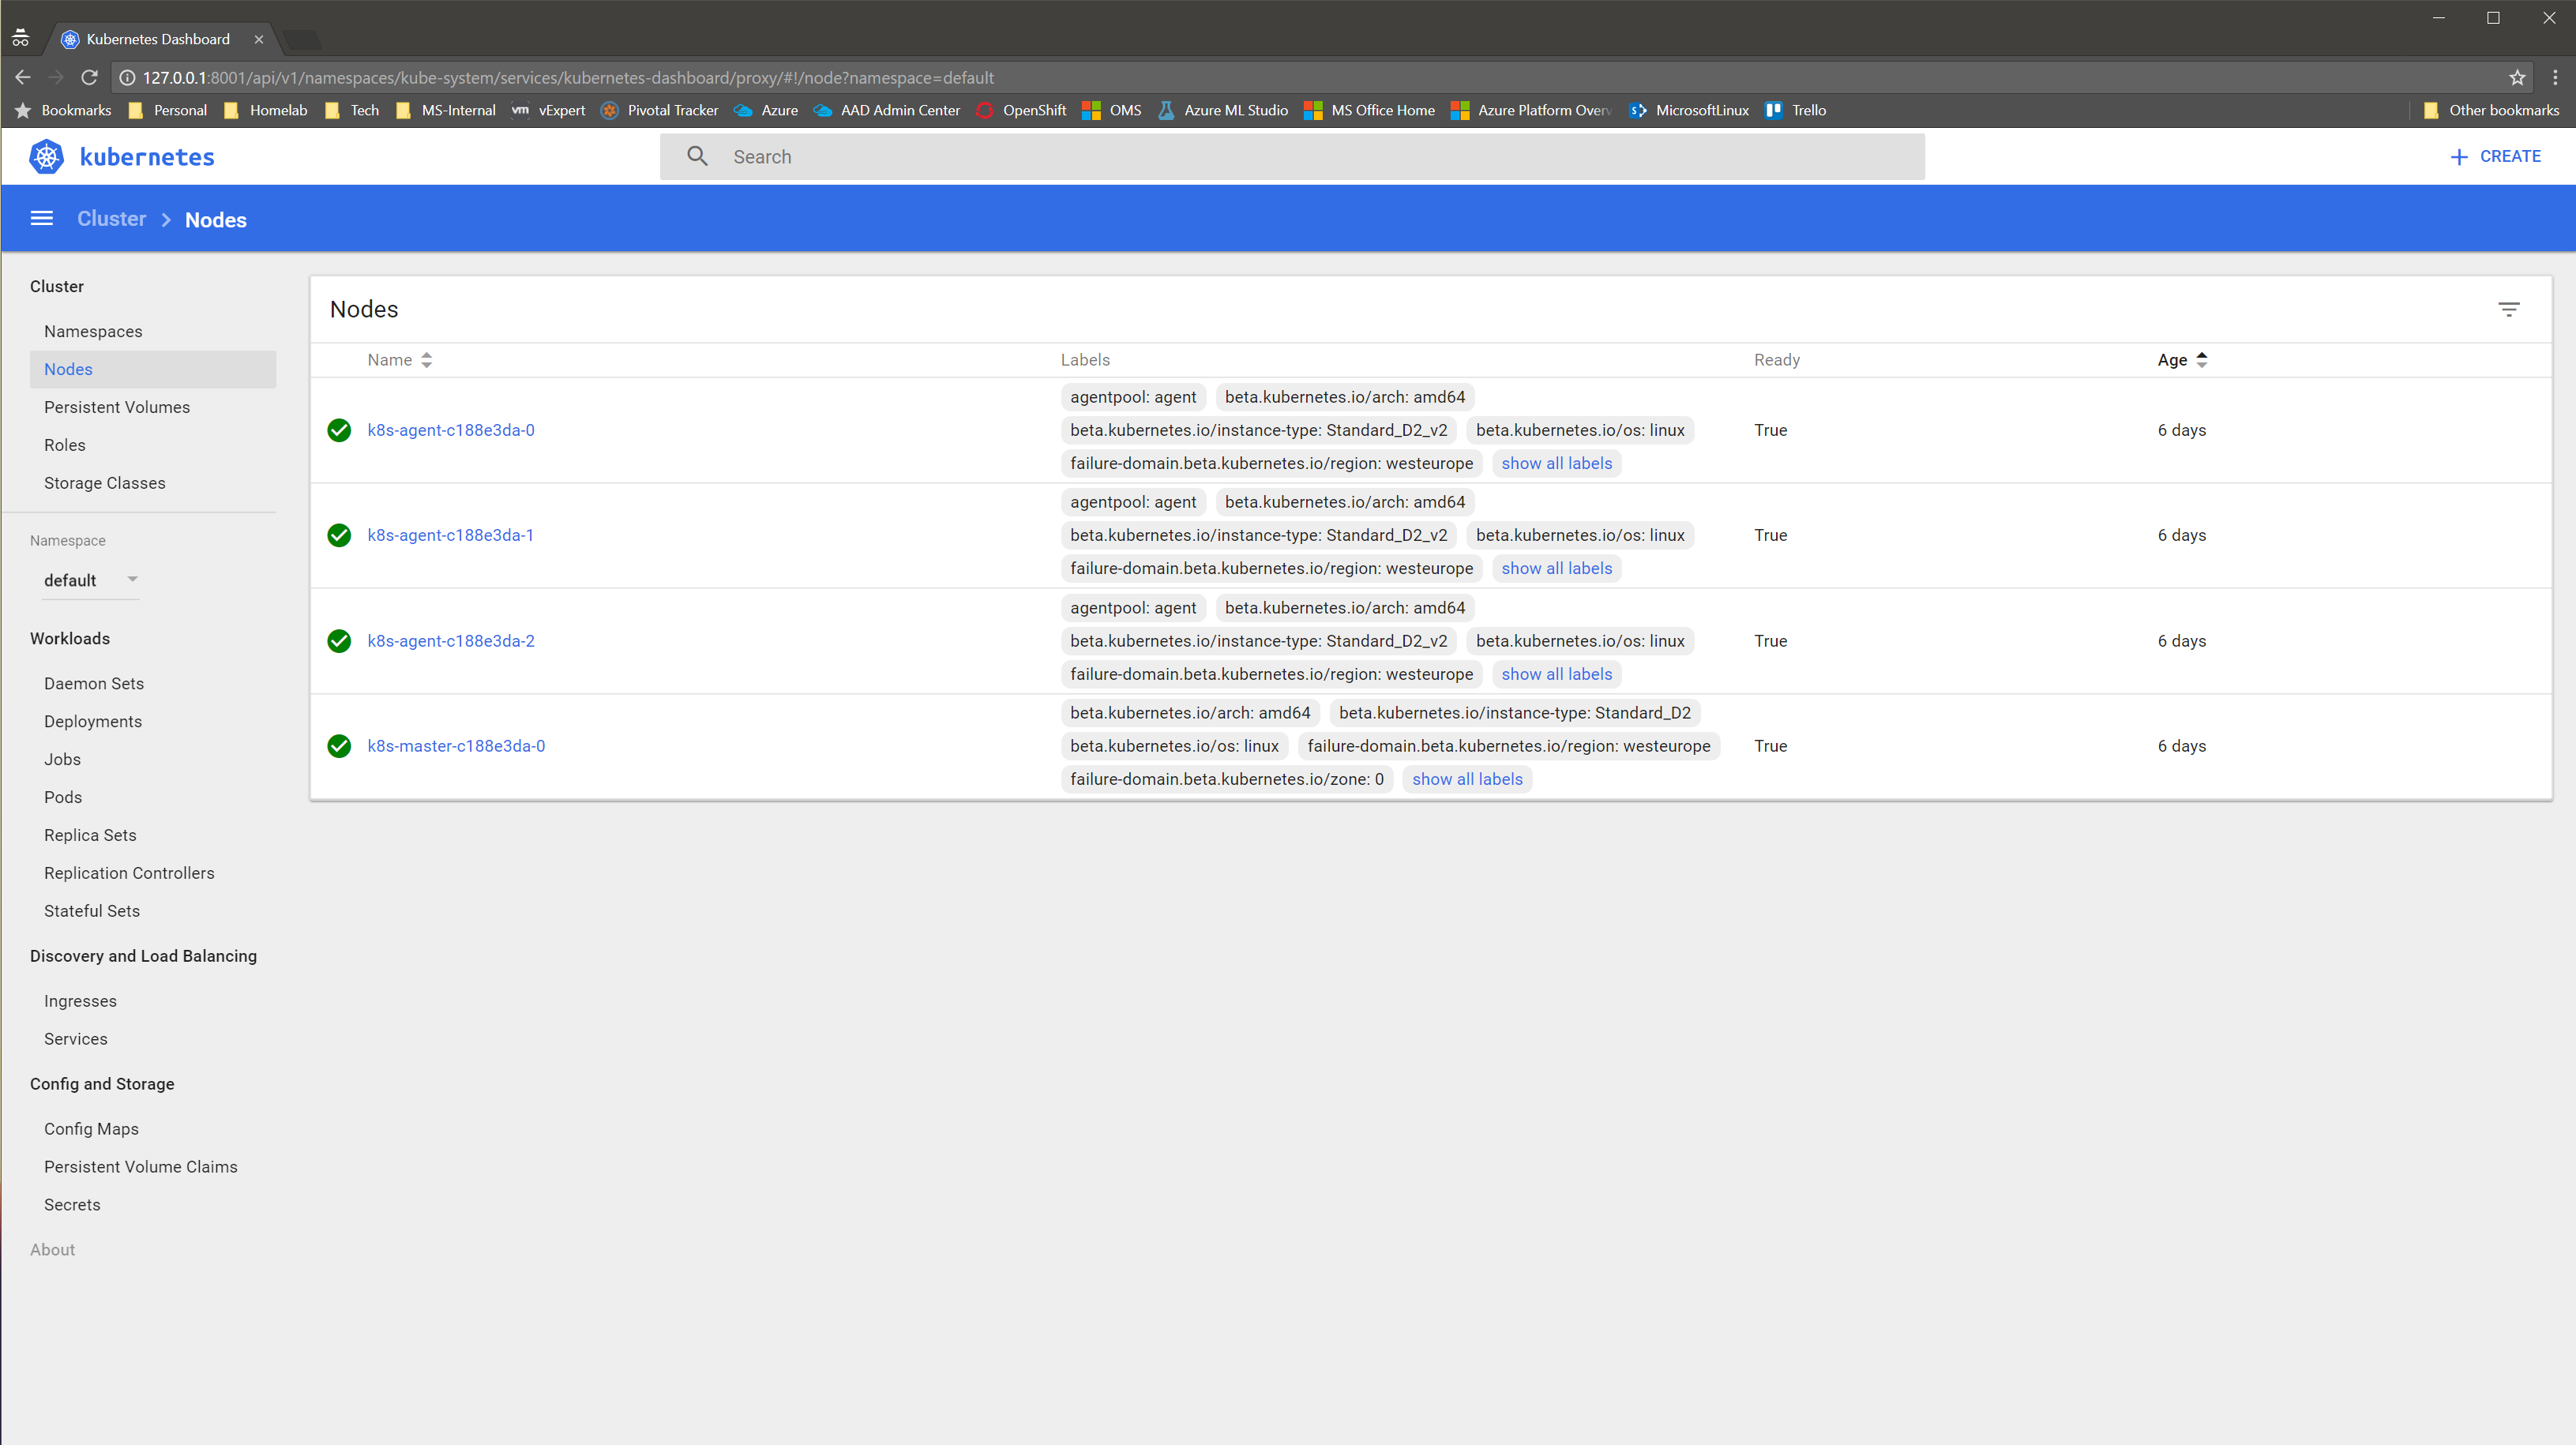 Kubernetes Dashboard
127.0.0.1:8001/api/v1/namespaces/kube-system/services/kubernetes-dashboard/proxy/#!/node?namespace=default
Bookmarks Personal Homelab Tech MS-Internal vm vExpert Pivotal Tracker Azure AAD Admin Center OpenShift OMS Azure ML Studio MS Office Home Azure Platform Overv MicrosoftLinux Trello Other bookmarks
kubernetes Search CREATE
Cluster Nodes
Cluster
Namespaces
Nodes
Persistent Volumes
Roles
Storage Classes
Namespace
default
Workloads
Daemon Sets
Deployments
Jobs
Pods
Replica Sets
Replication Controllers
Stateful Sets
Discovery and Load Balancing
Ingresses
Services
Config and Storage
Config Maps
Persistent Volume Claims
Secrets
About
Nodes
Name Labels Ready Age
agentpool: agent beta.kubernetes.io/arch: amd64
k8s-agent-c188e3da-0 beta.kubernetes.io/instance-type: Standard_D2_v2 beta.kubernetes.io/os: linux True 6 days
failure-domain.beta.kubernetes.io/region: westeurope show all labels
agentpool: agent beta.kubernetes.io/arch: amd64
k8s-agent-c188e3da-1 beta.kubernetes.io/instance-type: Standard_D2_v2 beta.kubernetes.io/os: linux True 6 days
failure-domain.beta.kubernetes.io/region: westeurope show all labels
agentpool: agent beta.kubernetes.io/arch: amd64
k8s-agent-c188e3da-2 beta.kubernetes.io/instance-type: Standard_D2_v2 beta.kubernetes.io/os: linux True 6 days
failure-domain.beta.kubernetes.io/region: westeurope show all labels
beta.kubernetes.io/arch: amd64 beta.kubernetes.io/instance-type: Standard_D2
k8s-master-c188e3da-0 beta.kubernetes.io/os: linux failure-domain.beta.kubernetes.io/region: westeurope True 6 days
failure-domain.beta.kubernetes.io/zone: 0 show all labels